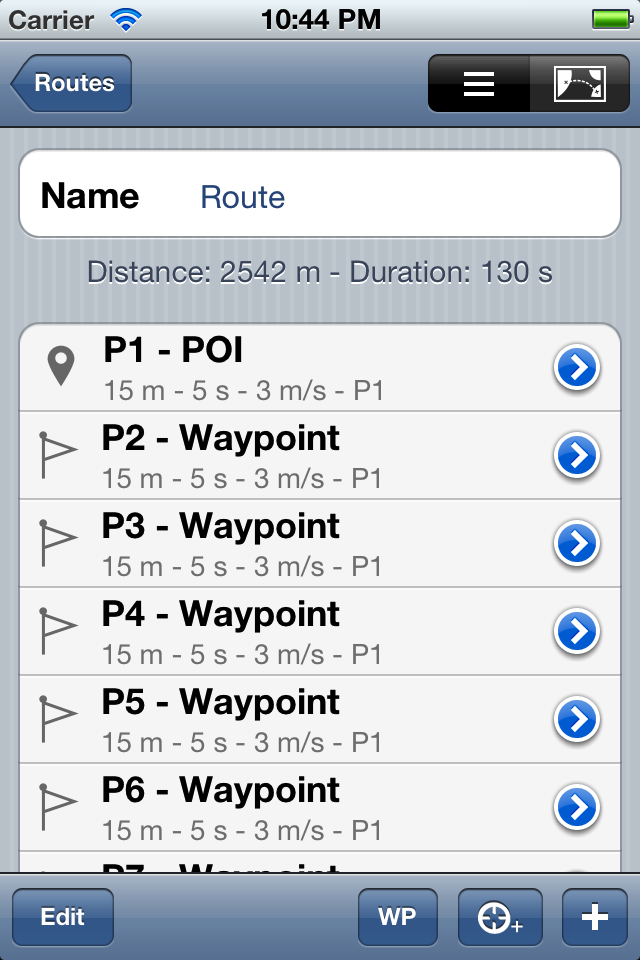 Carrier 10:44 PM
Routes
Name Route
Distance: 2542 m - Duration: 130 s
P1 - POI
15 m - 5 s - 3 m/s - P1
P2 - Waypoint
15 m - 5 s - 3 m/s - P1
P3 - Waypoint
15 m - 5 s - 3 m/s - P1
P4 - Waypoint
15 m - 5 s - 3 m/s - P1
P5 - Waypoint
15 m - 5 s - 3 m/s - P1
P6 - Waypoint
15 m - 5 s - 3 m/s - P1
P7 - Waypoint
Edit WP